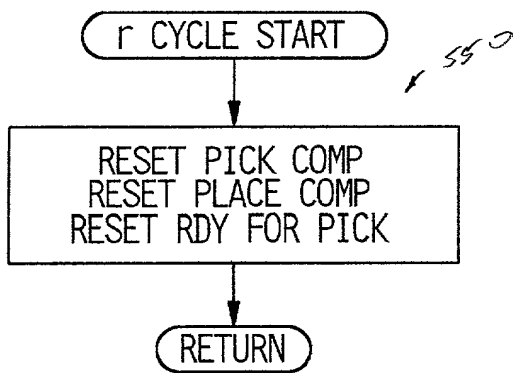 r CYCLE START
550
RESET PICK COMP
RESET PLACE COMP
RESET RDY FOR PICK
RETURN